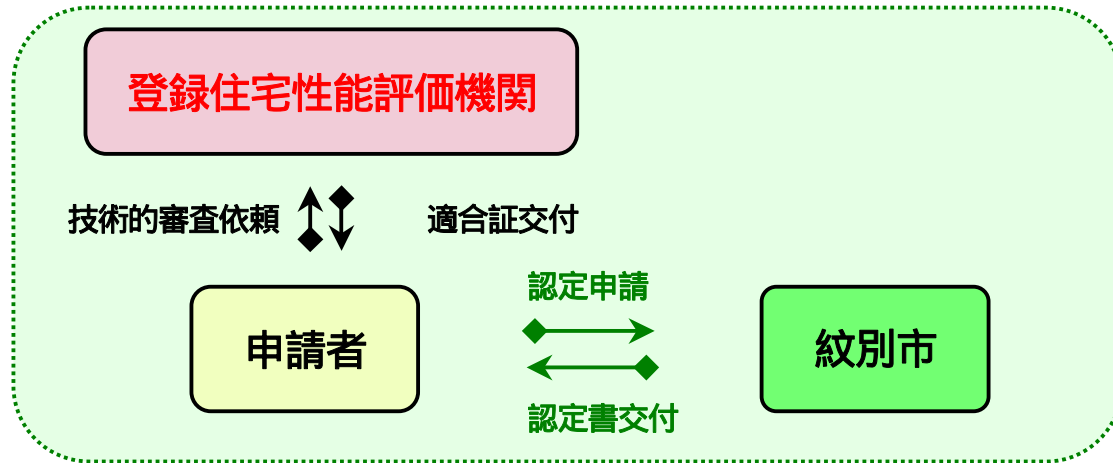 登録住宅性能評価機関
技術的審査依頼
適合証交付
認定申請
申請者
紋別市
認定書交付